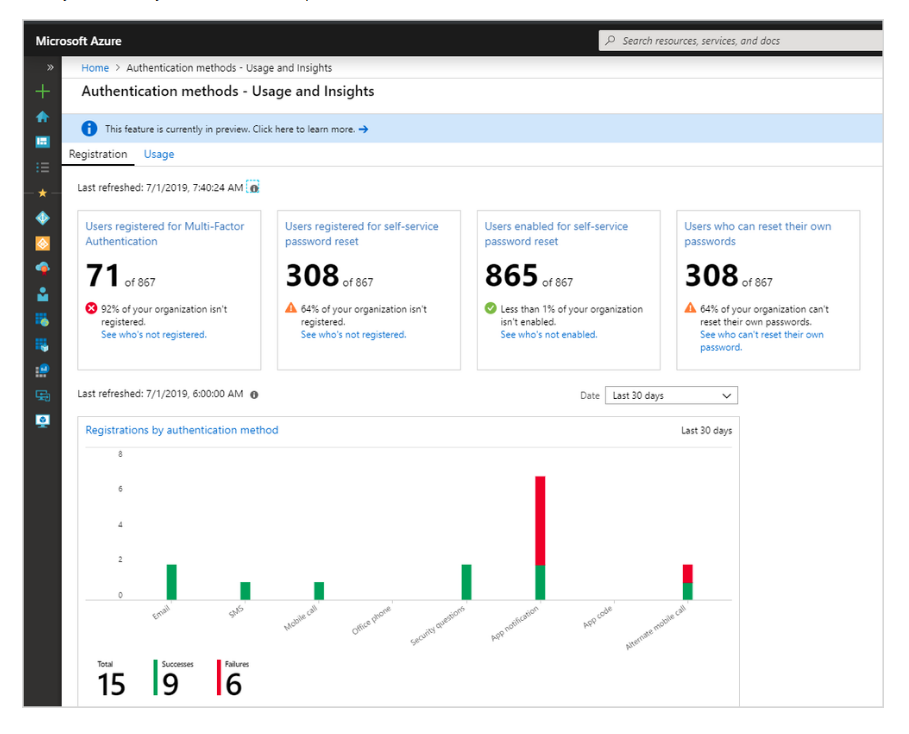 Microsoft Azure
Search resources, services, and docs
Home > Authentication methods - Usage and Insights
Authentication methods - Usage and Insights
This feature is currently in preview. Click here to learn more. →
Registration Usage
Last refreshed: 7/1/2019, 7:40:24 AM
Users registered for Multi-Factor
Authentication
71 of 867
92% of your organization isn't
registered.
See who's not registered.
Users registered for self-service
password reset
308 of 867
64% of your organization isn't
registered.
See who's not registered.
Users enabled for self-service
password reset
865 of 867
Less than 1% of your organization
isn't enabled.
See who's not enabled.
Users who can reset their own
passwords
308 of 867
64% of your organization can't
reset their own passwords.
See who can't reset their own
password.
Last refreshed: 7/1/2019, 6:00:00 AM
Date Last 30 days
Registrations by authentication method
Last 30 days
8
6
4
2
0
Email
SMS
Mobile call
Office phone
Security questions
App notification
App code
Alternate mobile call
Total
15
Successes
9
Failures
6